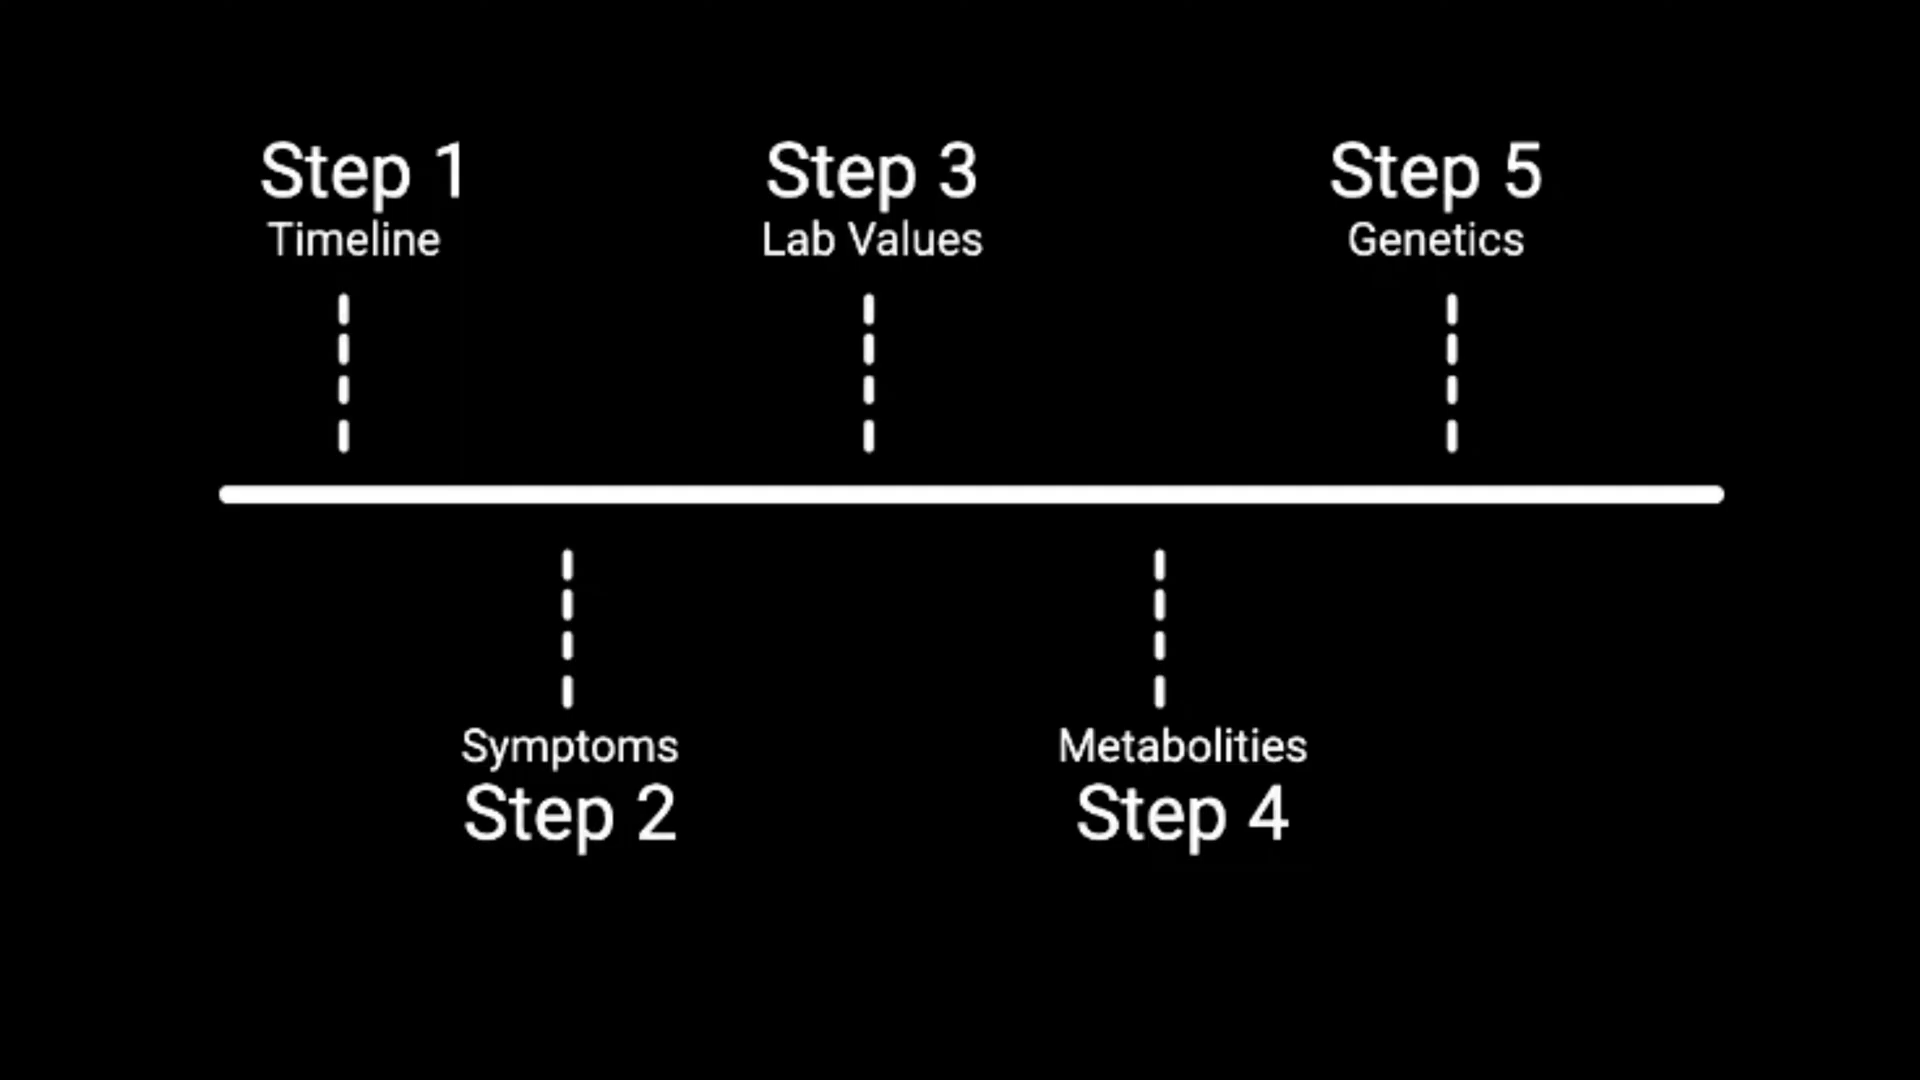 Step 1
Timeline
Step 3
Lab Values
Step 5
Genetics
Symptoms
Step 2
Metabolities
Step 4